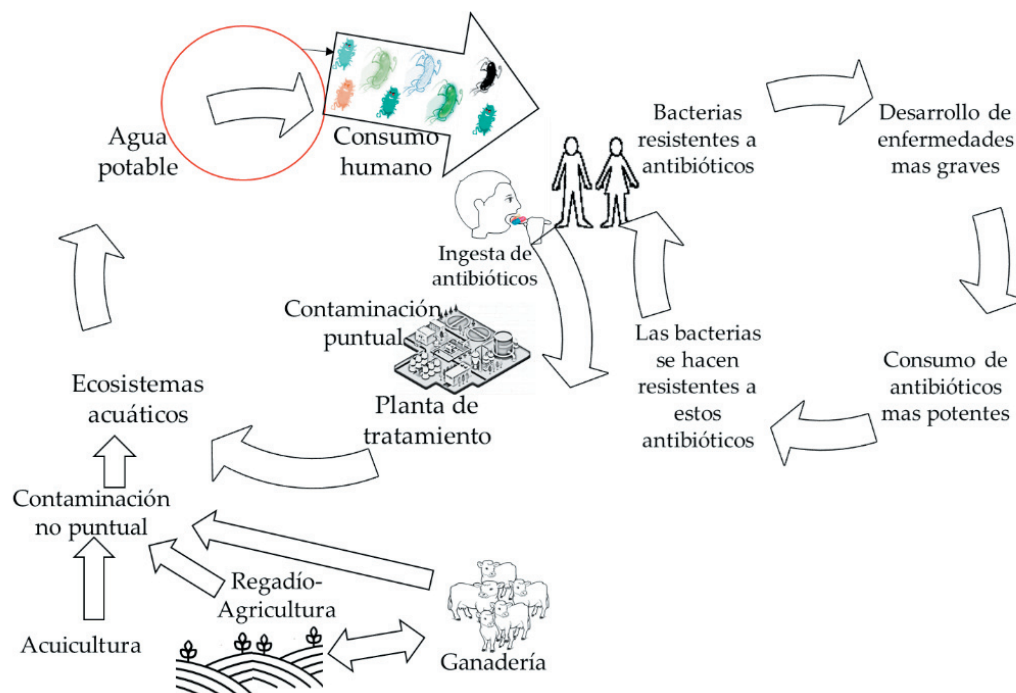 Agua
potable
Consumo
humano
Bacterias
resistentes a
antibióticos
Desarrollo de
enfermedades
mas graves
Ingesta de
antibióticos
Contaminación
puntual
Las bacterias
se hacen
resistentes a
estos
antibióticos
Consumo de
antibióticos
mas potentes
Ecosistemas
acuáticos
Planta de
tratamiento
Contaminación
no puntual
Regadío-
Agricultura
Acuicultura
Ganadería